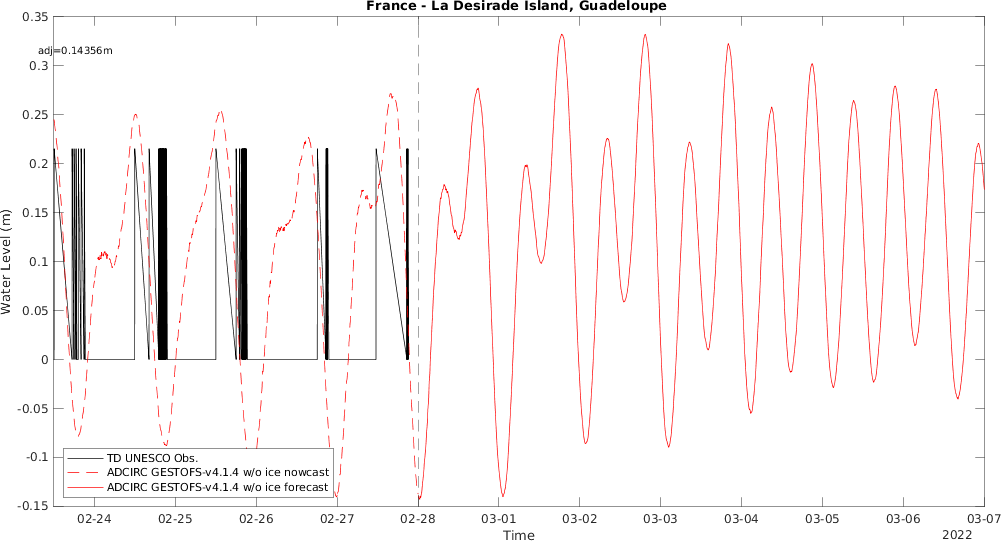 France - La Desirade Island, Guadeloupe
adj=0.14356m
0.35
0.3
0.25
0.2
0.15
0.1
0.05
0
-0.05
-0.1
-0.15
Water Level (m)
TD UNESCO Obs.
ADCIRC GESTOFS-v4.1.4 w/o ice nowcast
ADCIRC GESTOFS-v4.1.4 w/o ice forecast
02-24 02-25 02-26 02-27 02-28 03-01 03-02 03-03 03-04 03-05 03-06 03-07
Time
2022